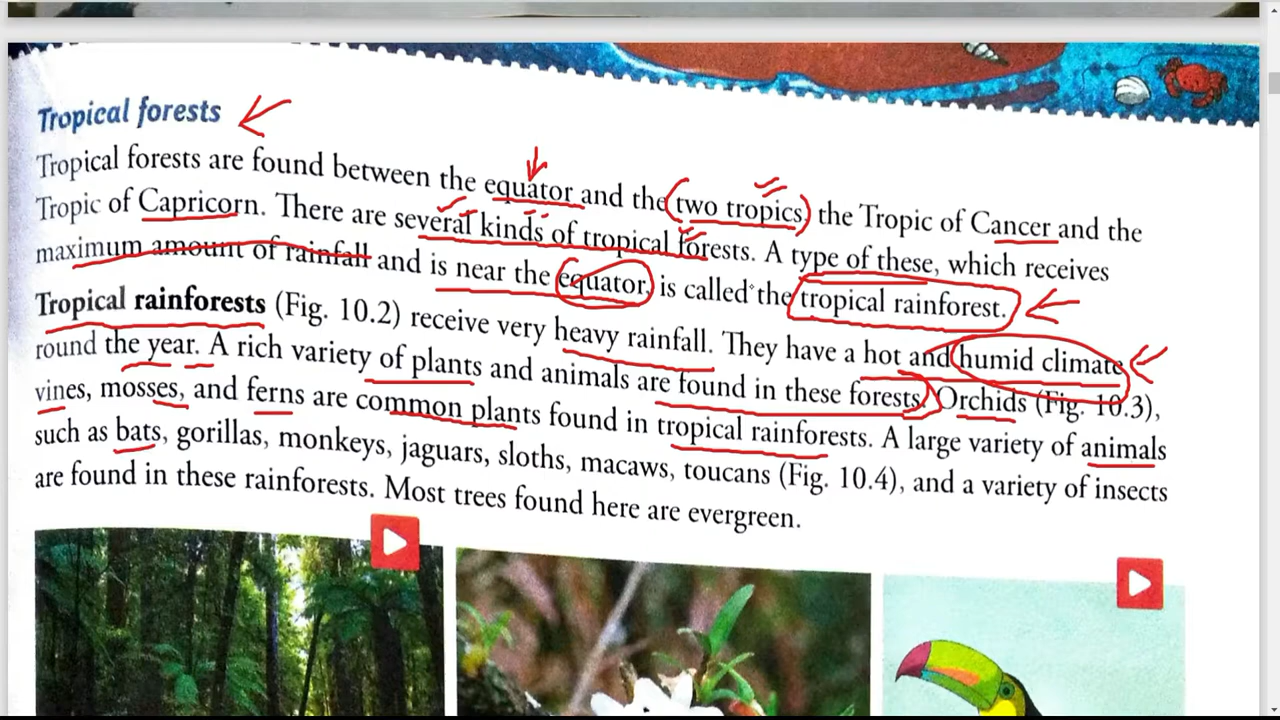 Tropical forests
Tropical forests are found between the equator and the two tropics, the Tropic of Cancer and the
Tropic of Capricorn. There are several kinds of tropical forests. A type of these, which receives
maximum amount of rainfall and is near the equator, is called the tropical rainforest.
Tropical rainforests (Fig. 10.2) receive very heavy rainfall. They have a hot and humid climate
round the year. A rich variety of plants and animals are found in these forests. Orchids (Fig. 10.3),
vines, mosses, and ferns are common plants found in tropical rainforests. A large variety of animals
such as bats, gorillas, monkeys, jaguars, sloths, macaws, toucans (Fig. 10.4), and a variety of insects
are found in these rainforests. Most trees found here are evergreen.